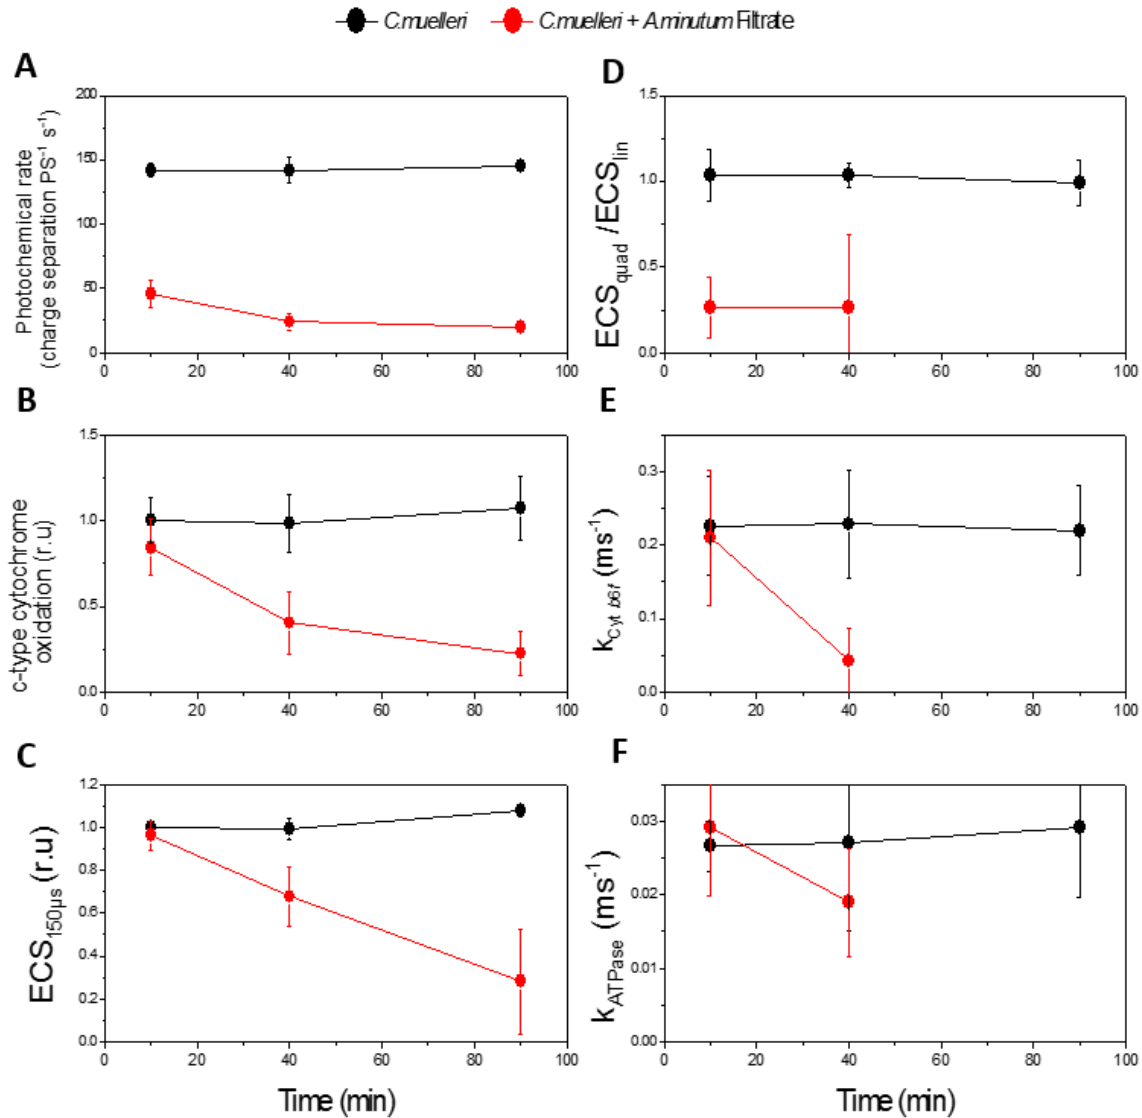 C.muelleri C.muelleri + A.minutum Filtrate
A
Photochemical rate
(charge separation PS⁻¹ s⁻¹)
200
150
100
50
0
0 20 40 60 80 100
B
c-type cytochrome
oxidation (r.u)
1.5
1.0
0.5
0.0
0 20 40 60 80 100
C
ECS150µs (r.u)
1.2
1.0
0.8
0.6
0.4
0.2
0.0
0 20 40 60 80 100
Time (min)
D
ECSquad /ECSlin
1.5
1.0
0.5
0.0
0 20 40 60 80 100
E
kCyt b6f (ms⁻¹)
0.3
0.2
0.1
0.0
0 20 40 60 80 100
F
kATPase (ms⁻¹)
0.03
0.02
0.01
0.00
0 20 40 60 80 100
Time (min)